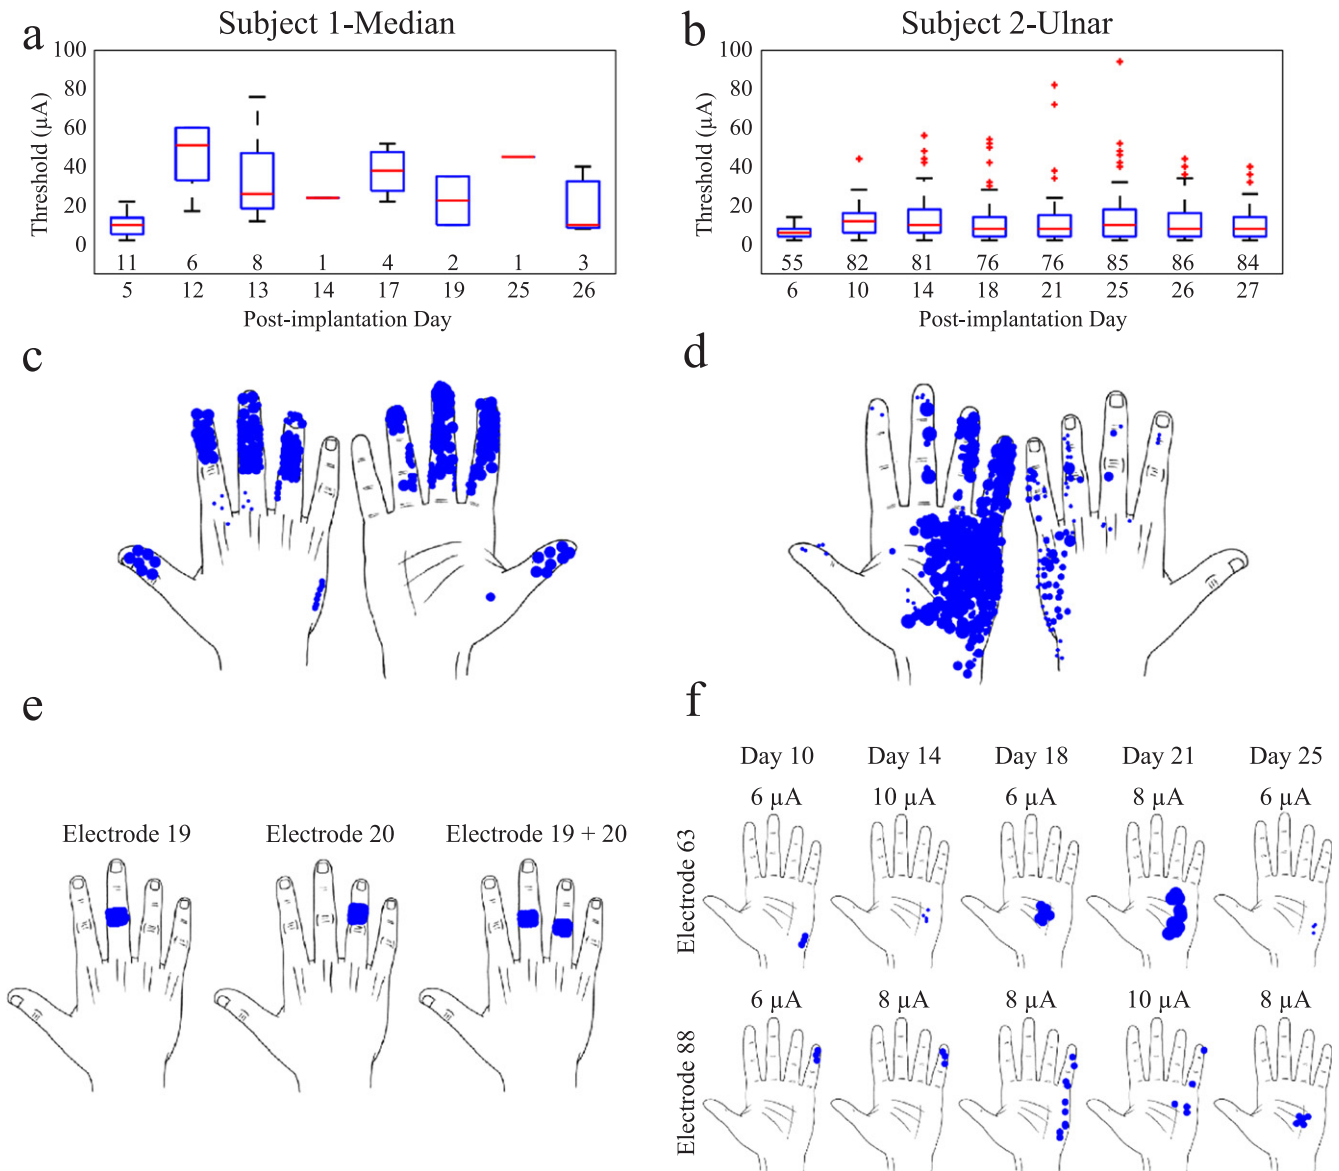 a Subject 1-Median
100
80
60
40
20
0
Threshold (µA)
11 6 8 1 4 2 1 3
5 12 13 14 17 19 25 26
Post-implantation Day
b Subject 2-Ulnar
100
80
60
40
20
0
Threshold (µA)
55 82 81 76 76 85 86 84
6 10 14 18 21 25 26 27
Post-implantation Day
c
d
e
Electrode 19 Electrode 20 Electrode 19 + 20
f
Day 10 Day 14 Day 18 Day 21 Day 25
6 µA 10 µA 6 µA 8 µA 6 µA
Electrode 63
6 µA 8 µA 8 µA 10 µA 8 µA
Electrode 88